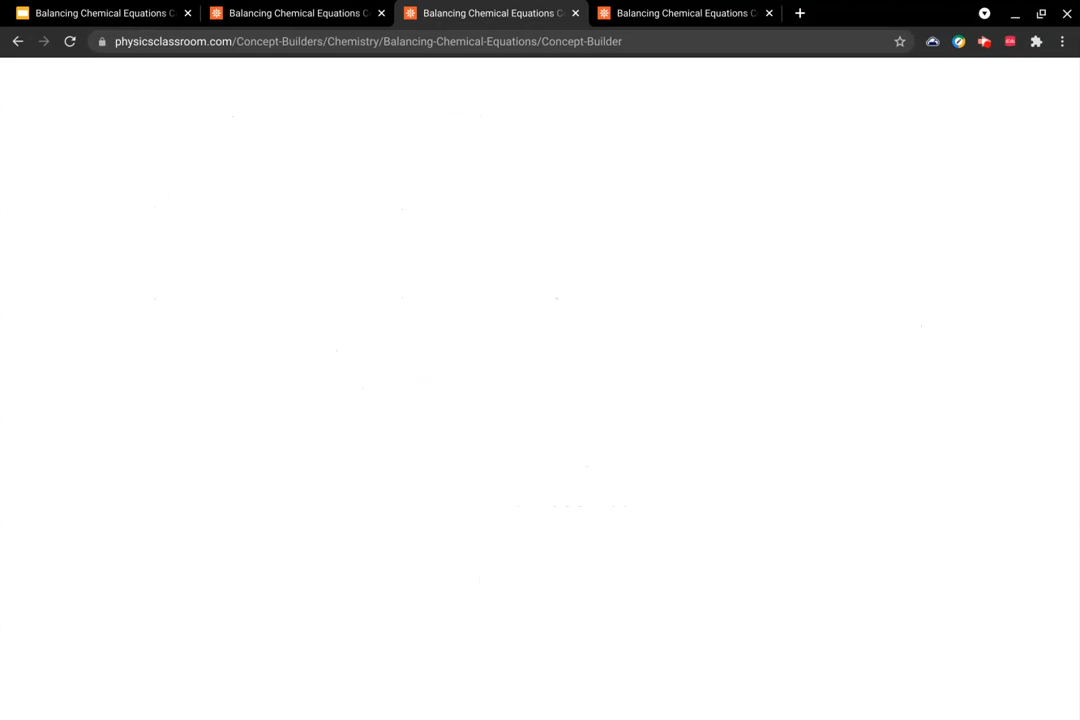 Balancing Chemical Equations C
Balancing Chemical Equations C
Balancing Chemical Equations C
Balancing Chemical Equations C
physicsclassroom.com/Concept-Builders/Chemistry/Balancing-Chemical-Equations/Concept-Builder